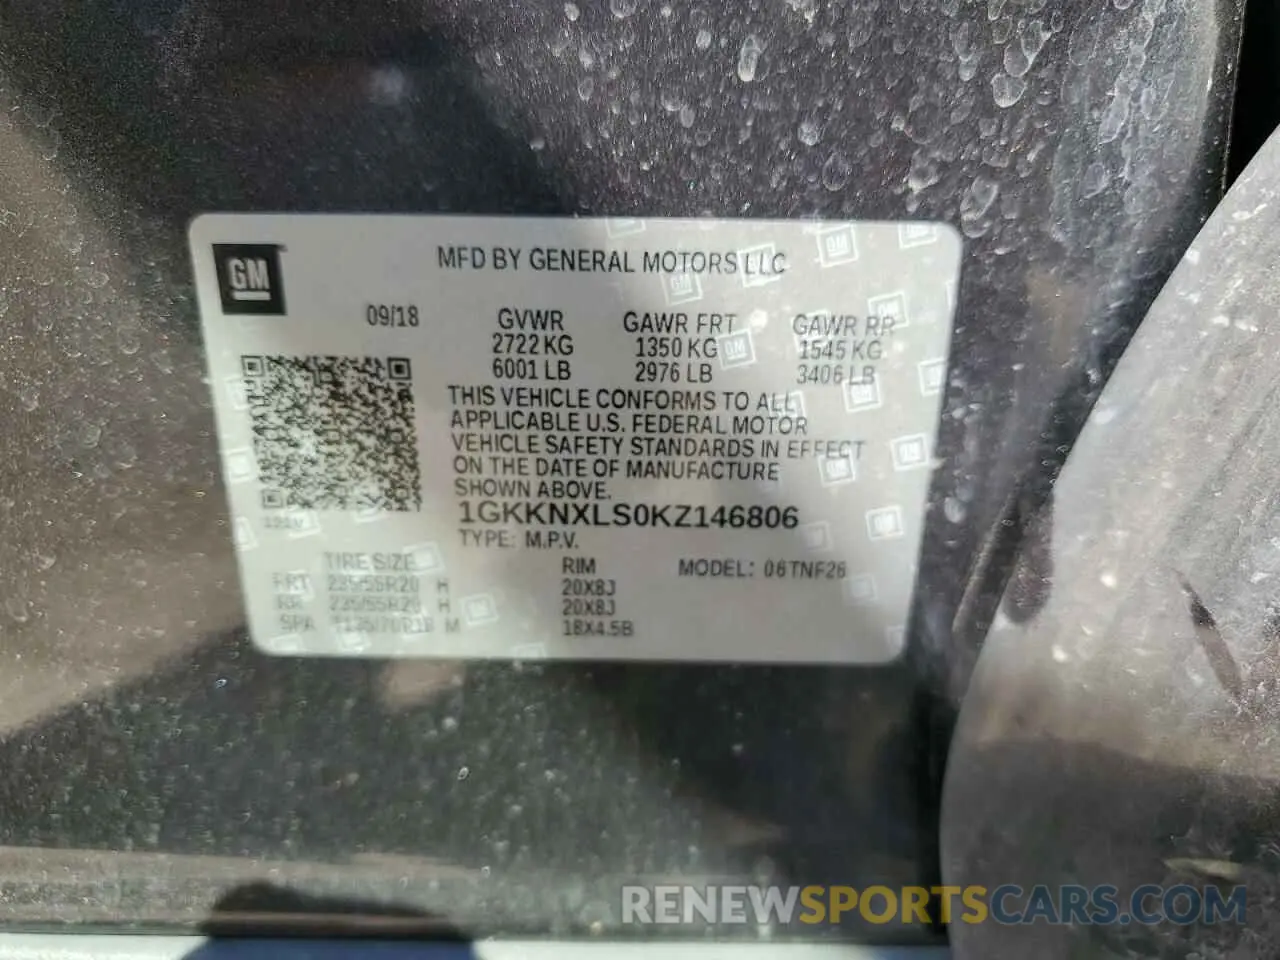 GM
MFD BY GENERAL MOTORS LLC
09/18
GVWR GAWR FRT GAWR RR
2722 KG 1350 KG 1545 KG
6001 LB 2976 LB 3406 LB
THIS VEHICLE CONFORMS TO ALL
APPLICABLE U.S. FEDERAL MOTOR
VEHICLE SAFETY STANDARDS IN EFFECT
ON THE DATE OF MANUFACTURE
SHOWN ABOVE.
1GKKNXLS0KZ146806
TYPE: M.P.V.
TIRE SIZE RIM MODEL: 06TNF26
FRT 235/55R20 H 20X8J
RR 235/55R20 H 20X8J
SPA T135/70R18 M 18X4.5B
RENEWSPORTSCARS.COM